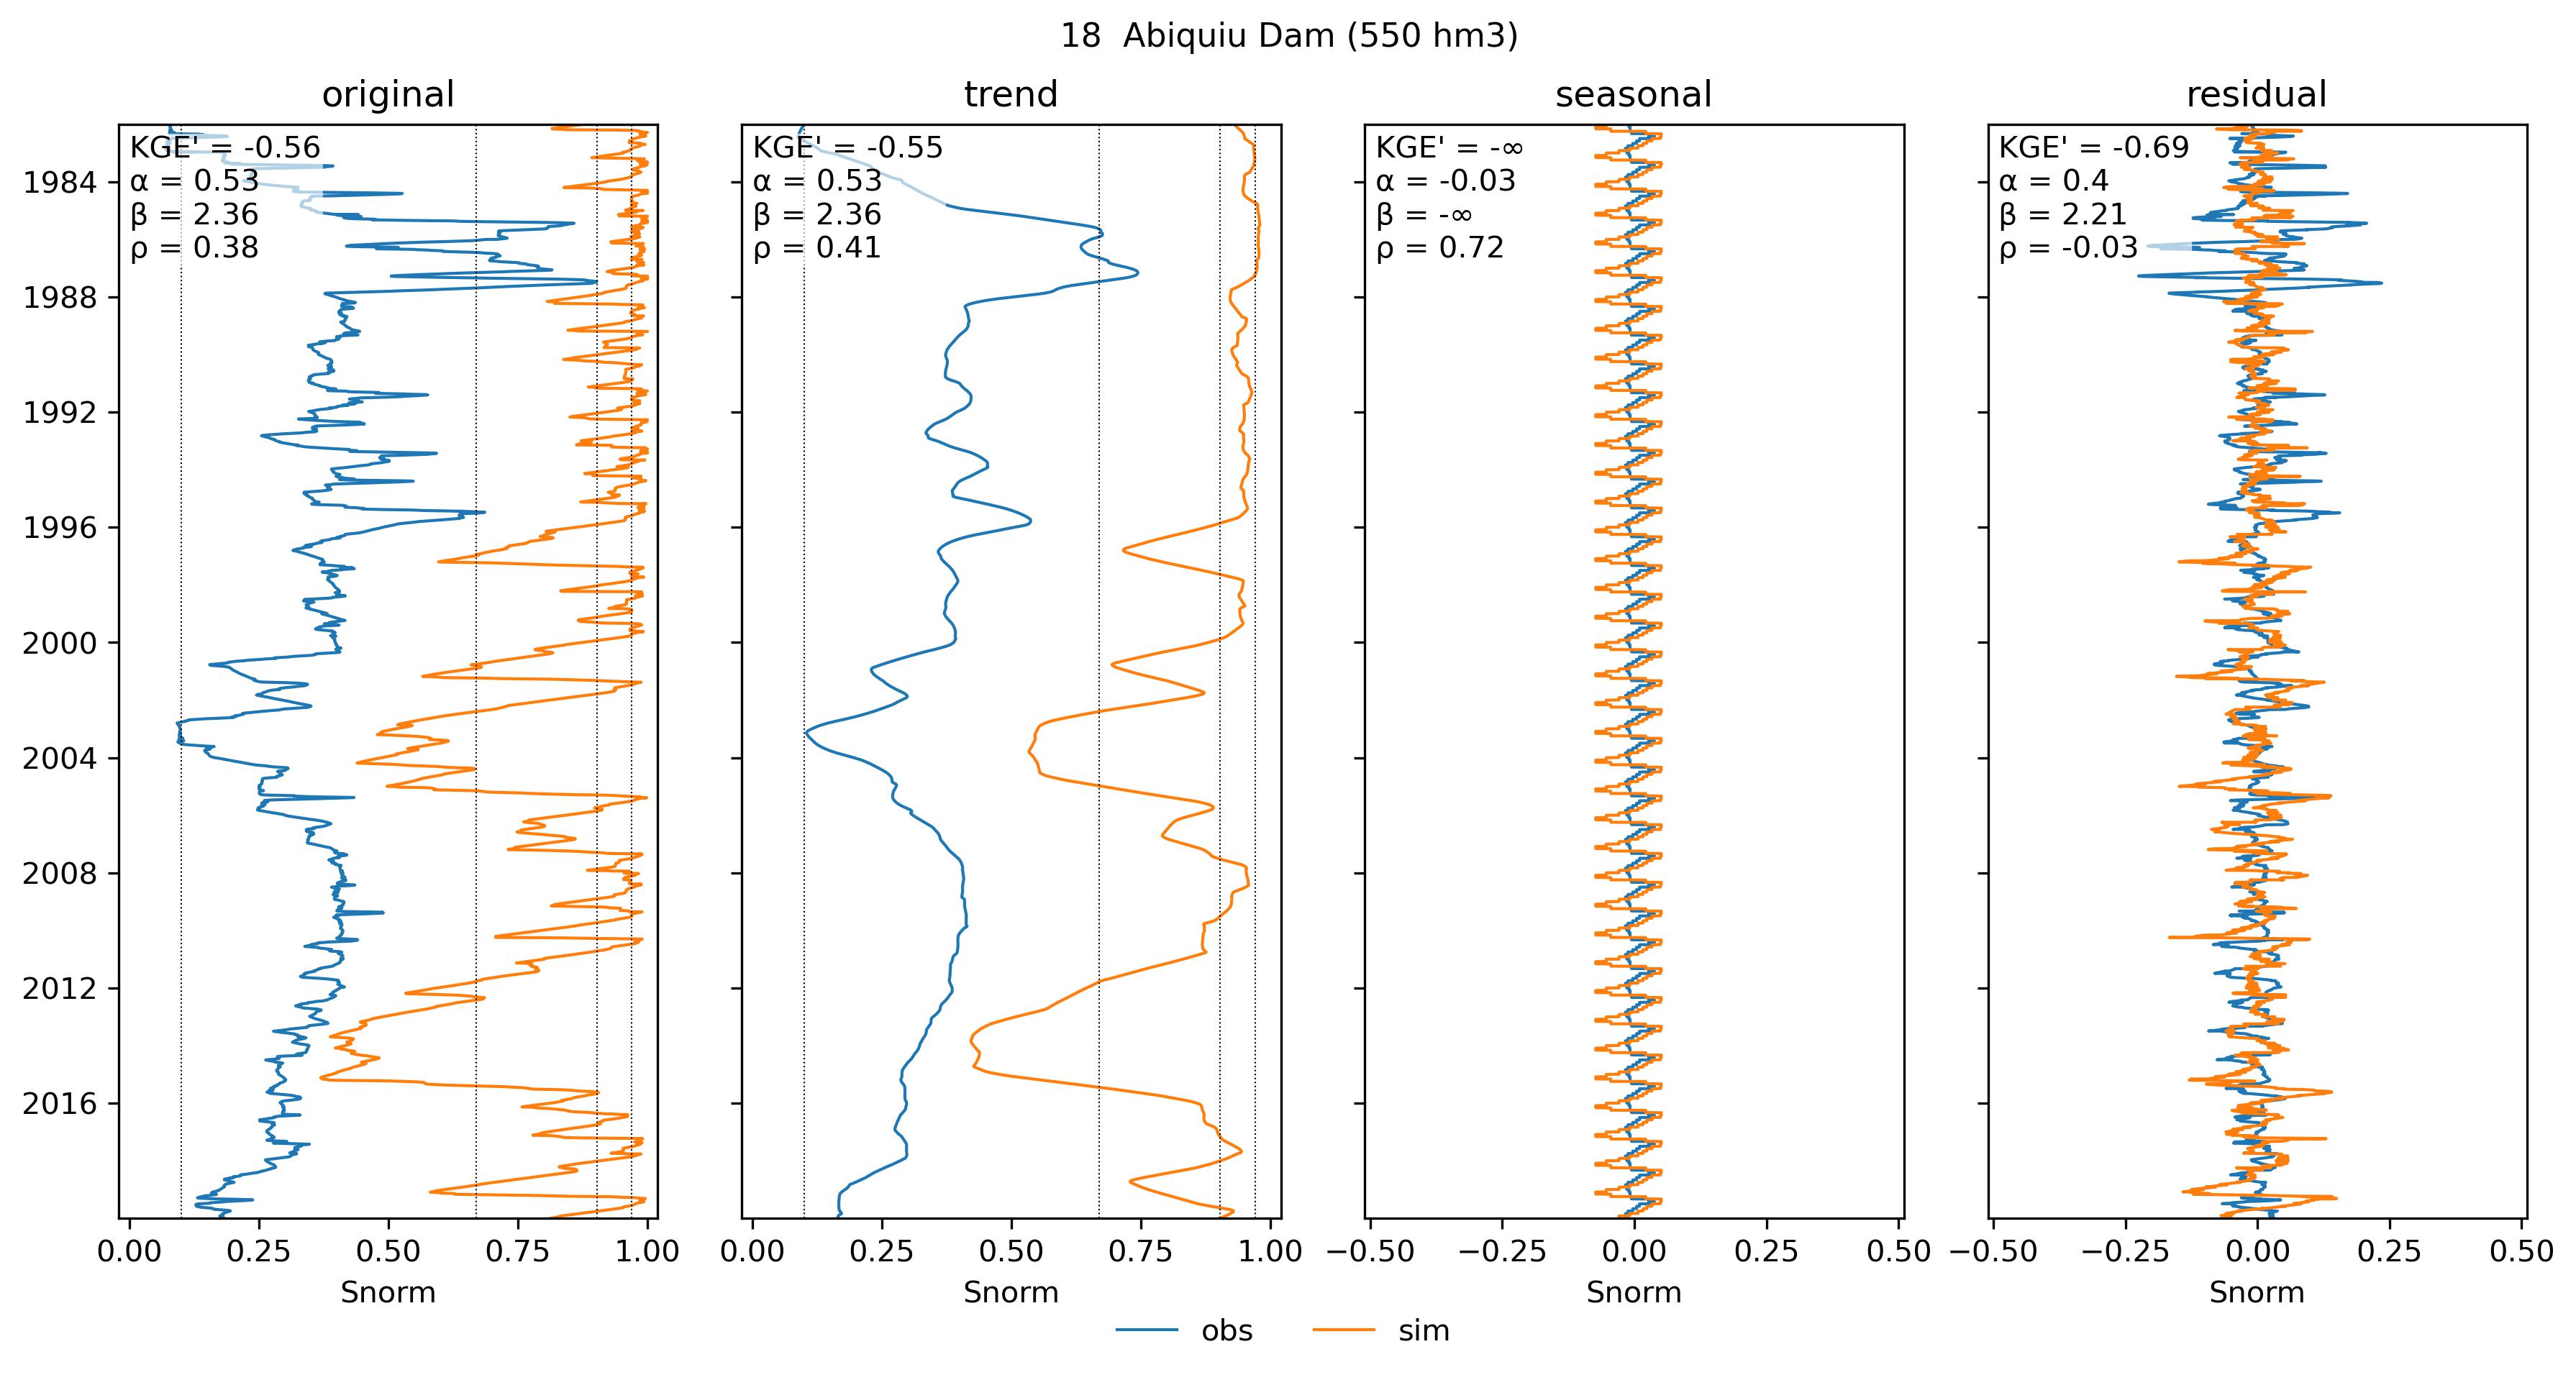 18  Abiquiu Dam (550 hm3)
original
trend
seasonal
residual
KGE' = -0.56
α = 0.53
β = 2.36
ρ = 0.38
KGE' = -0.55
α = 0.53
β = 2.36
ρ = 0.41
KGE' = -∞
α = -0.03
β = -∞
ρ = 0.72
KGE' = -0.69
α = 0.4
β = 2.21
ρ = -0.03
1984
1988
1992
1996
2000
2004
2008
2012
2016
0.00 0.25 0.50 0.75 1.00
0.00 0.25 0.50 0.75 1.00
−0.50 −0.25 0.00 0.25 0.50
−0.50 −0.25 0.00 0.25 0.50
Snorm
Snorm
Snorm
Snorm
obs
sim